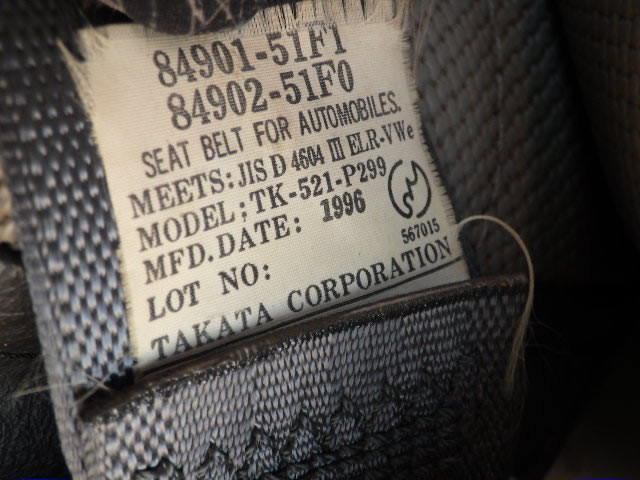 84901-51F1
84902-51F0
SEAT BELT FOR AUTOMOBILES.
MEETS: JIS D 4604 III ELR-VWe
MODEL; TK-521-P299
MFD. DATE: 1996
567015
LOT NO:
TAKATA CORPORATION